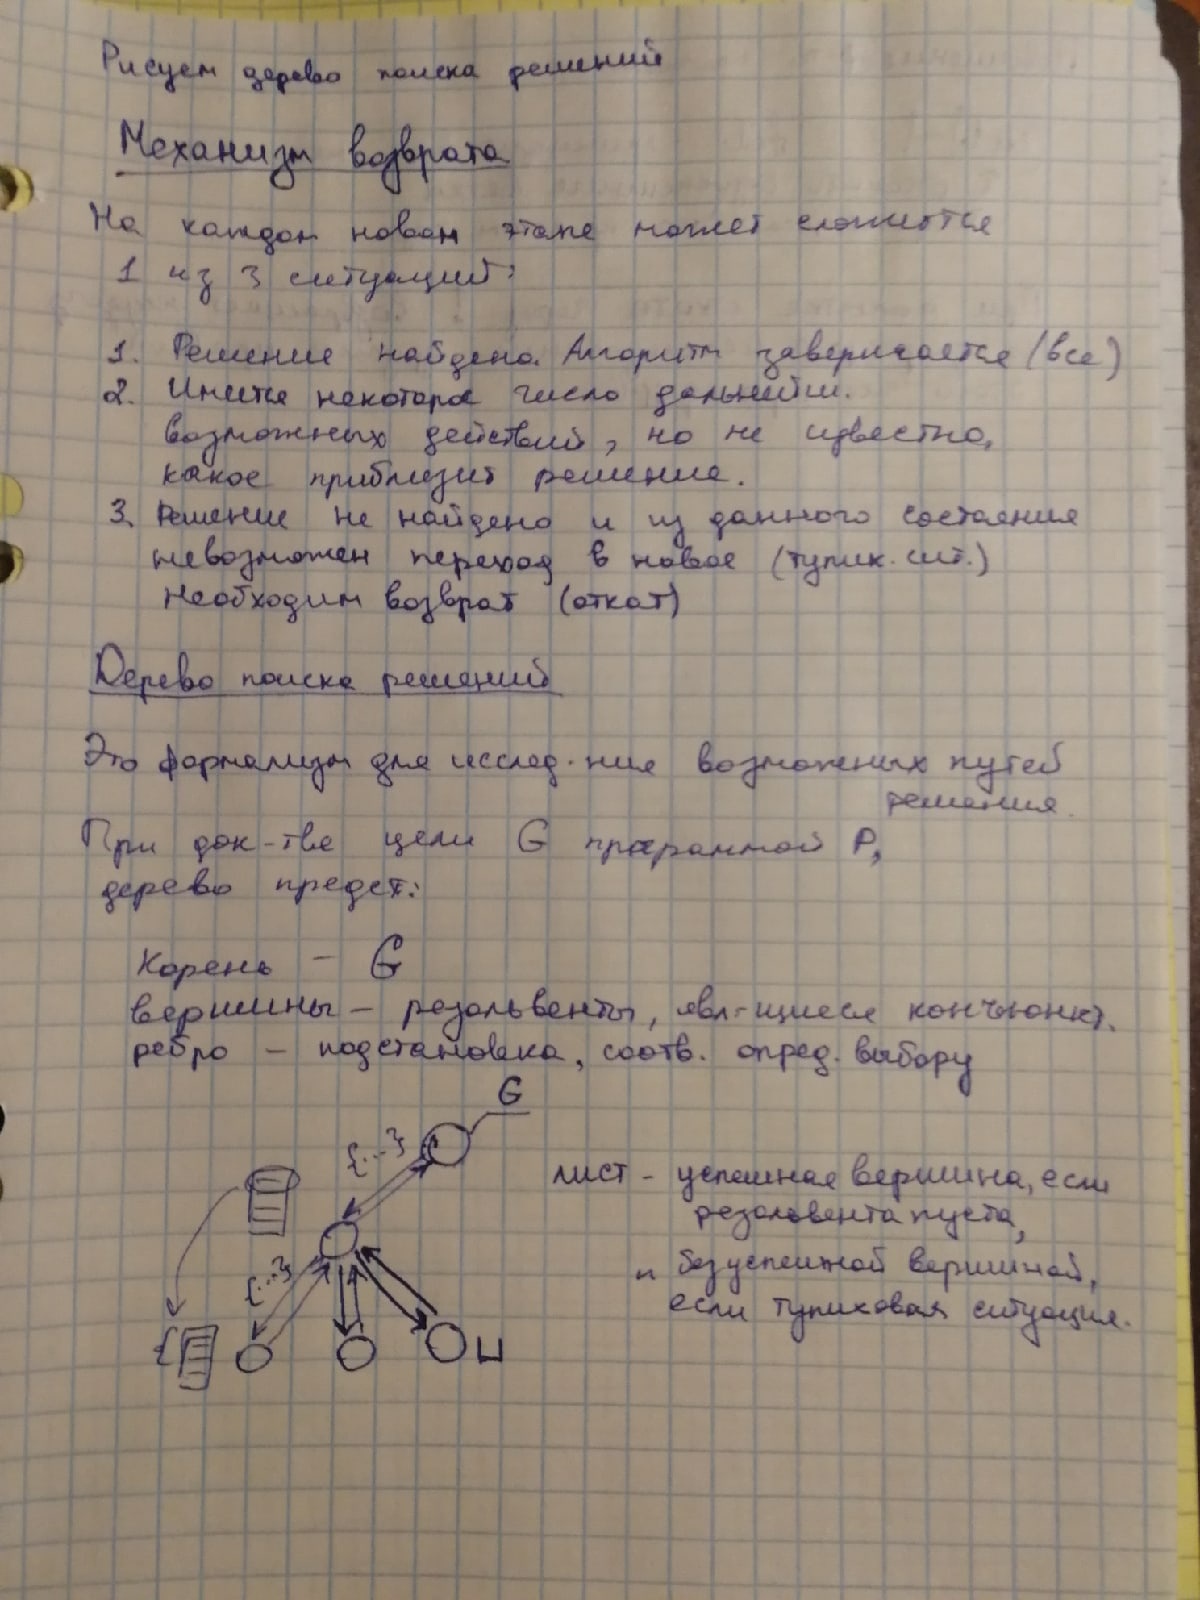 Рисуем дерево поиска решений
Механизм возврата
На каждом новом этапе может сложится
1 из 3 ситуаций:
1. Решение найдено. Алгоритм завершается (все)
2. Имется некоторое число дальнейш.
возможных действий, но не известно,
какое приблизит решение.
3. Решение не найдено и из данного состояния
невозможен переход в новое (тупик. сит.)
Необходим возврат (откат)
Дерево поиска решений
Это формализм для исслед-ния возможных путей
решения.
При док-тве цели G программой P,
дерево предст:
Корень - G
вершины - резольвенты, явл-щиеся конъюнкт.
ребро - подстановка, соотв. опред. выбору
G
{...}
лист - успешная вершина, если
резольвента пуста,
{...}
безуспешной вершиной,
если тупиковая ситуация.